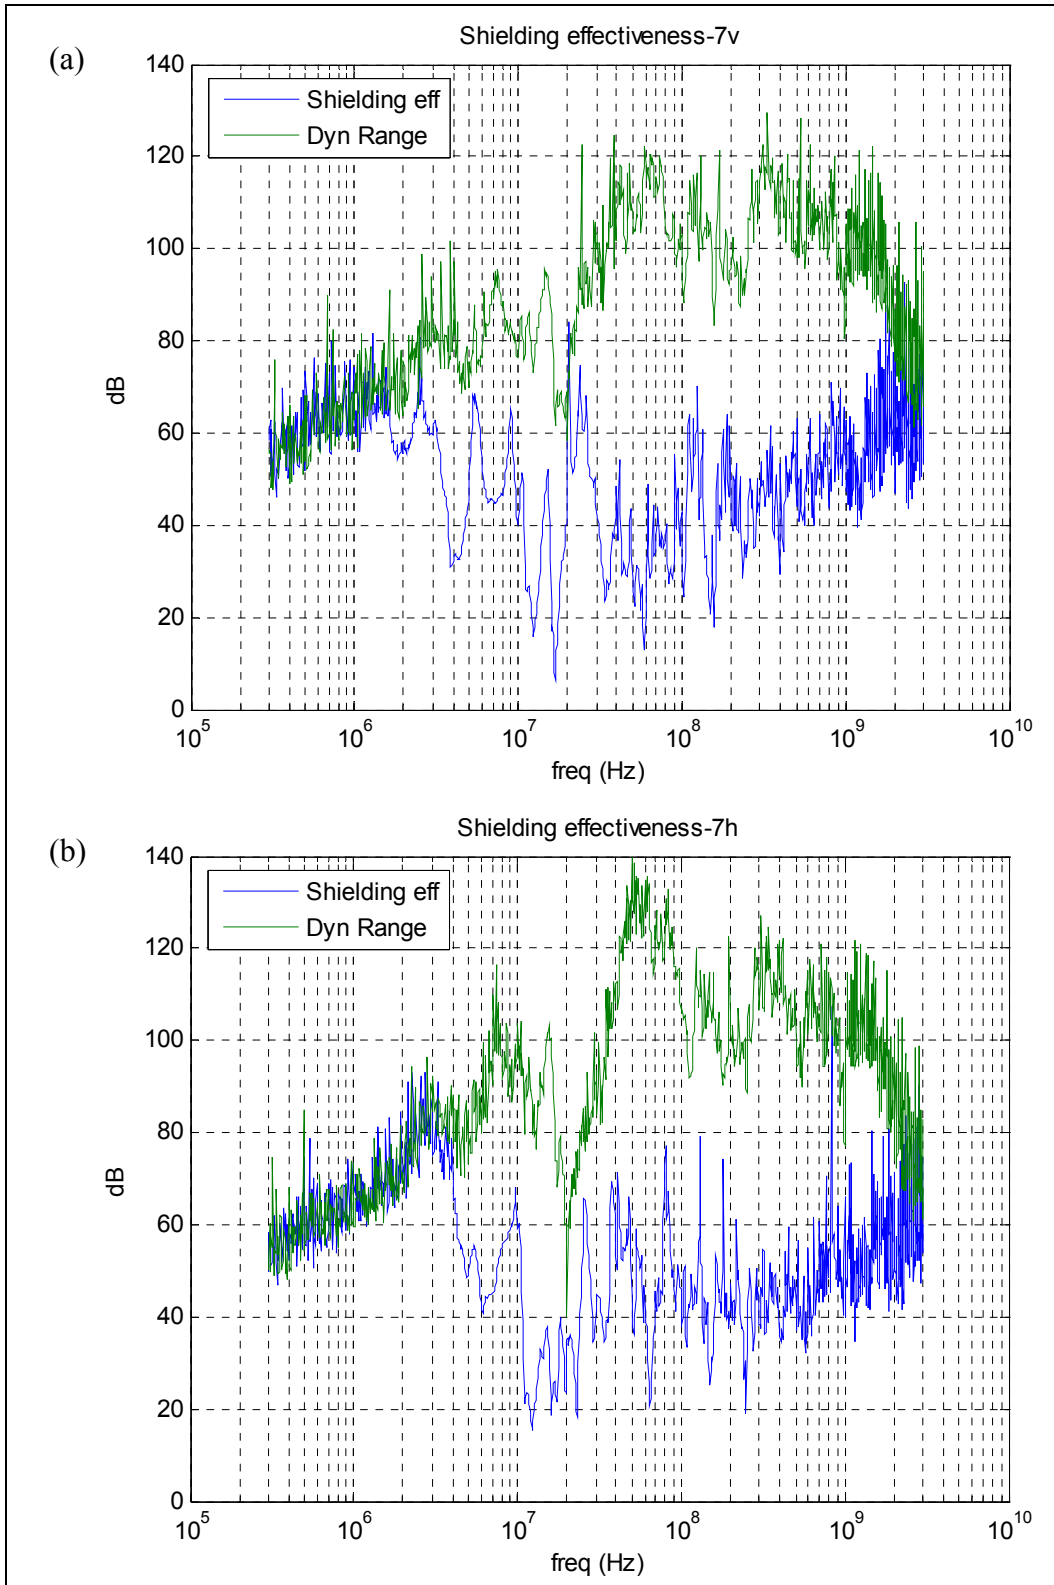 (a)
Shielding effectiveness-7v
Shielding eff
Dyn Range
140
120
100
80
60
40
20
0
dB
10^5 10^6 10^7 10^8 10^9 10^10
freq (Hz)
(b)
Shielding effectiveness-7h
Shielding eff
Dyn Range
140
120
100
80
60
40
20
0
dB
10^5 10^6 10^7 10^8 10^9 10^10
freq (Hz)